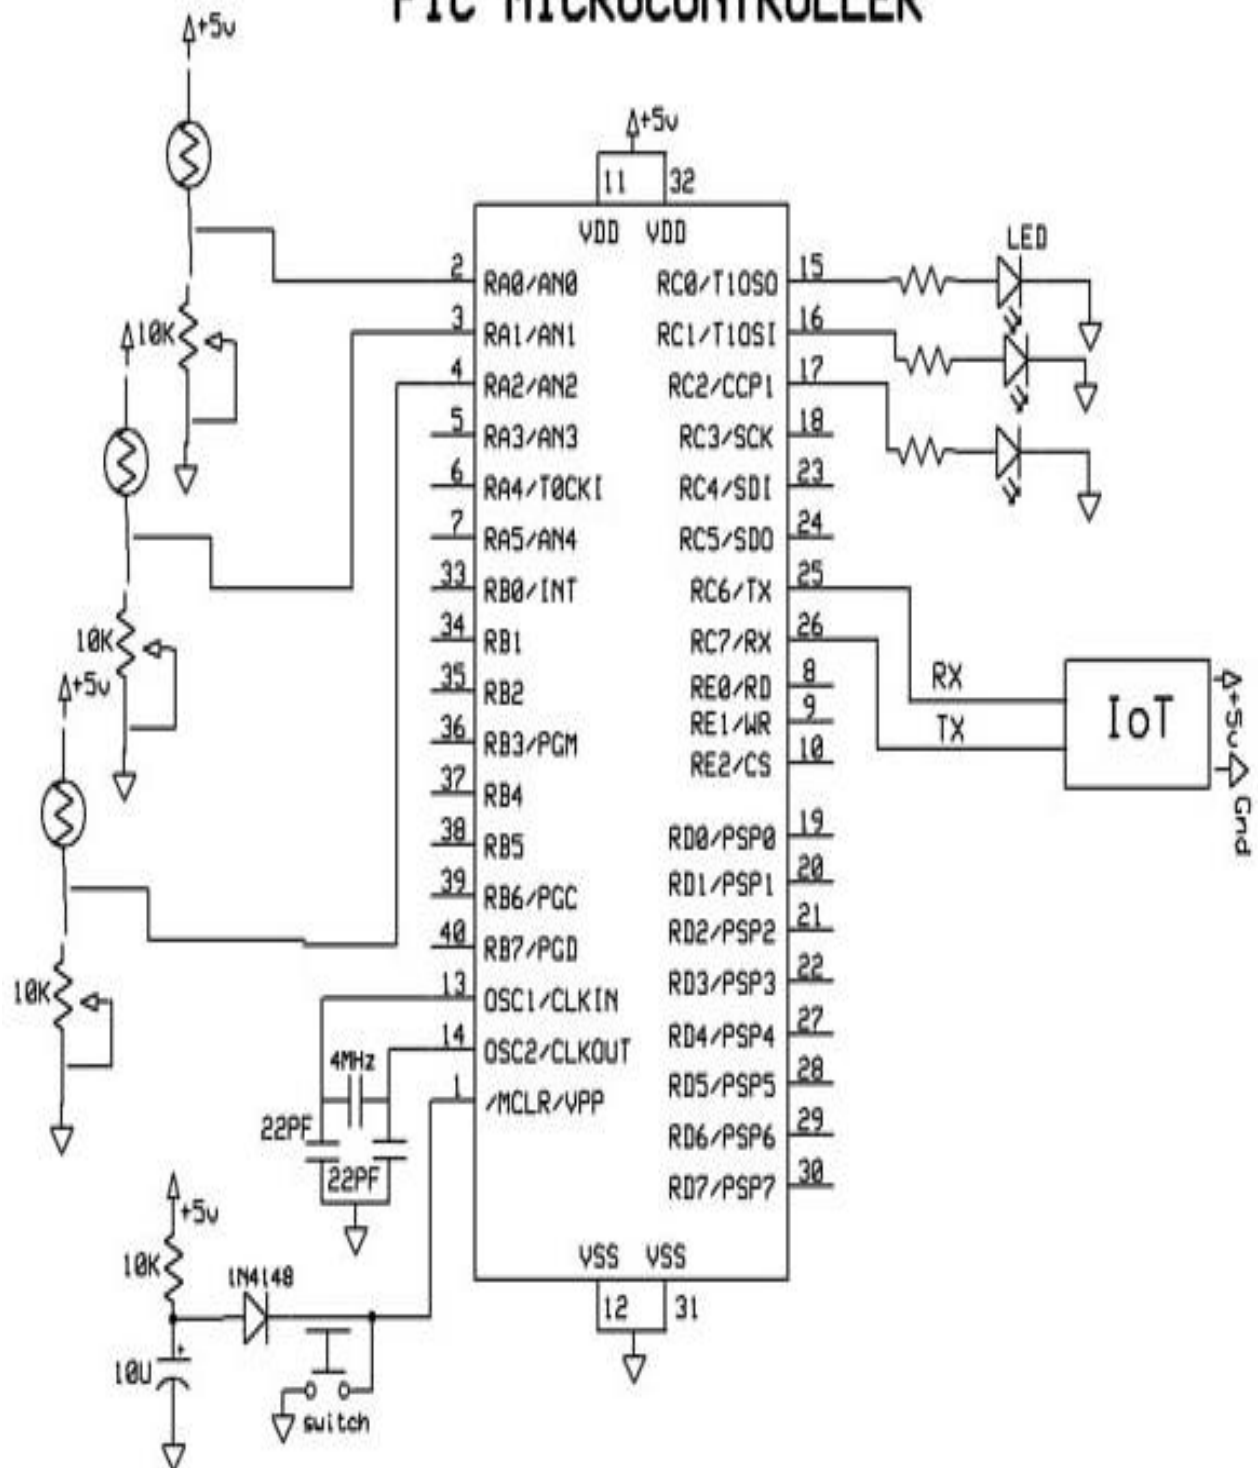 PIC MICROCONTROLLER
+5v
+5v
11 32
VDD VDD
LED
2 RA0/AN0 RC0/T1OSO 15
3 RA1/AN1 RC1/T1OSI 16
10K
4 RA2/AN2 RC2/CCP1 17
5 RA3/AN3 RC3/SCK 18
6 RA4/T0CKI RC4/SDI 23
7 RA5/AN4 RC5/SDO 24
33 RB0/INT RC6/TX 25
10K
34 RB1 RC7/RX 26
+5v
35 RB2 RE0/RD 8
RX
RE1/WR 9
TX
IoT
+5v
Gnd
36 RB3/PGM RE2/CS 10
37 RB4
38 RB5 RD0/PSP0 19
39 RB6/PGC RD1/PSP1 20
40 RB7/PGD RD2/PSP2 21
10K
13 OSC1/CLKIN RD3/PSP3 22
14 OSC2/CLKOUT RD4/PSP4 27
4MHz
1 /MCLR/VPP RD5/PSP5 28
22PF
RD6/PSP6 29
22PF
RD7/PSP7 30
+5v
10K
1N4148
VSS VSS
12 31
10U
+
switch